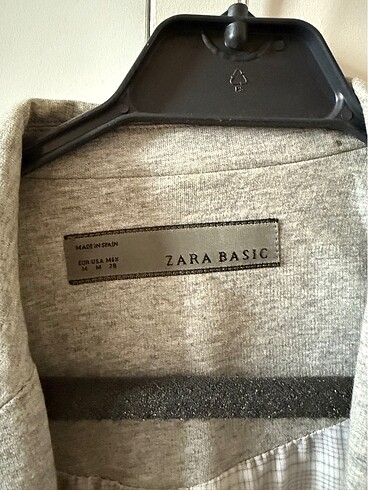 MADE IN SPAIN
EUR USA MEX
M M 28
ZARA BASIC